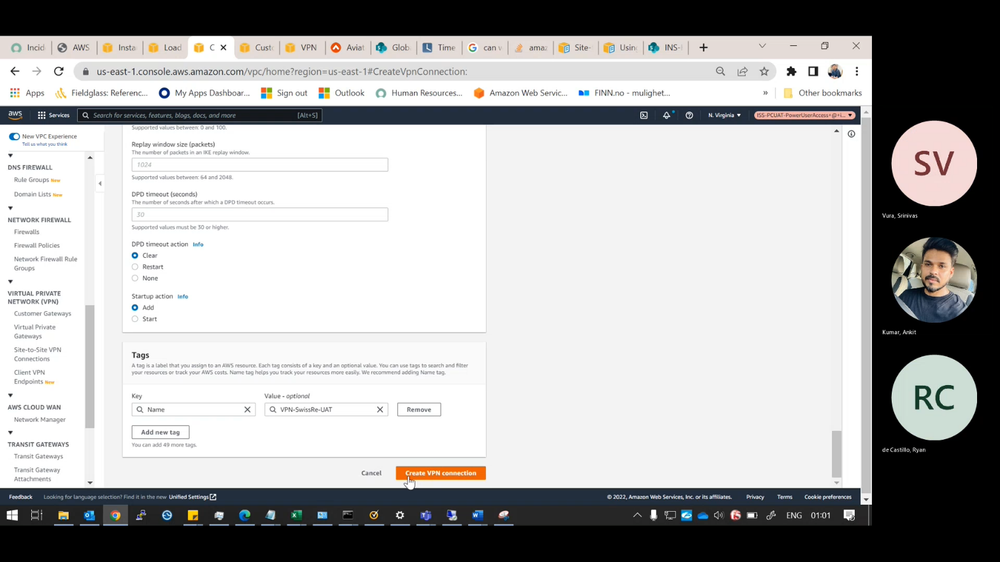 Incid
AWS
Insta
Load
C
Custo
VPN
Aviat
Glob
Time
can v
amaz
Site-
Using
INS-
us-east-1.console.aws.amazon.com/vpc/home?region=us-east-1#CreateVpnConnection:
Apps
Fieldglass: Referenc...
My Apps Dashboar...
Sign out
Outlook
Human Resources...
Amazon Web Servic...
FINN.no - mulighet...
»
Other bookmarks
aws
Services
Search for services, features, blogs, docs, and more
[Alt+S]
N. Virginia
ISS-PCUAT-PowerUserAccess+@+i...
New VPC Experience
Tell us what you think
DNS FIREWALL
Rule Groups New
Domain Lists New
NETWORK FIREWALL
Firewalls
Firewall Policies
Network Firewall Rule
Groups
VIRTUAL PRIVATE
NETWORK (VPN)
Customer Gateways
Virtual Private
Gateways
Site-to-Site VPN
Connections
Client VPN
Endpoints New
AWS CLOUD WAN
Network Manager
TRANSIT GATEWAYS
Transit Gateways
Transit Gateway
Attachments
Supported values between: 0 and 100.
Replay window size (packets)
The number of packets in an IKE replay window.
1024
Supported values between: 64 and 2048.
DPD timeout (seconds)
The number of seconds after which a DPD timeout occurs.
30
Supported values must be 30 or higher.
DPD timeout action Info
Clear
Restart
None
Startup action Info
Add
Start
Tags
A tag is a label that you assign to an AWS resource. Each tag consists of a key and an optional value. You can use tags to search and filter
your resources or track your AWS costs. Name tag helps you track your resources more easily. We recommend adding Name tag.
Key
Value - optional
Name
VPN-SwissRe-UAT
Remove
Add new tag
You can add 49 more tags.
Cancel
Create VPN connection
Feedback
Looking for language selection? Find it in the new Unified Settings
© 2022, Amazon Web Services, Inc. or its affiliates.
Privacy
Terms
Cookie preferences
ENG
01:01
SV
Vura, Srinivas
Kumar, Ankit
RC
de Castillo, Ryan